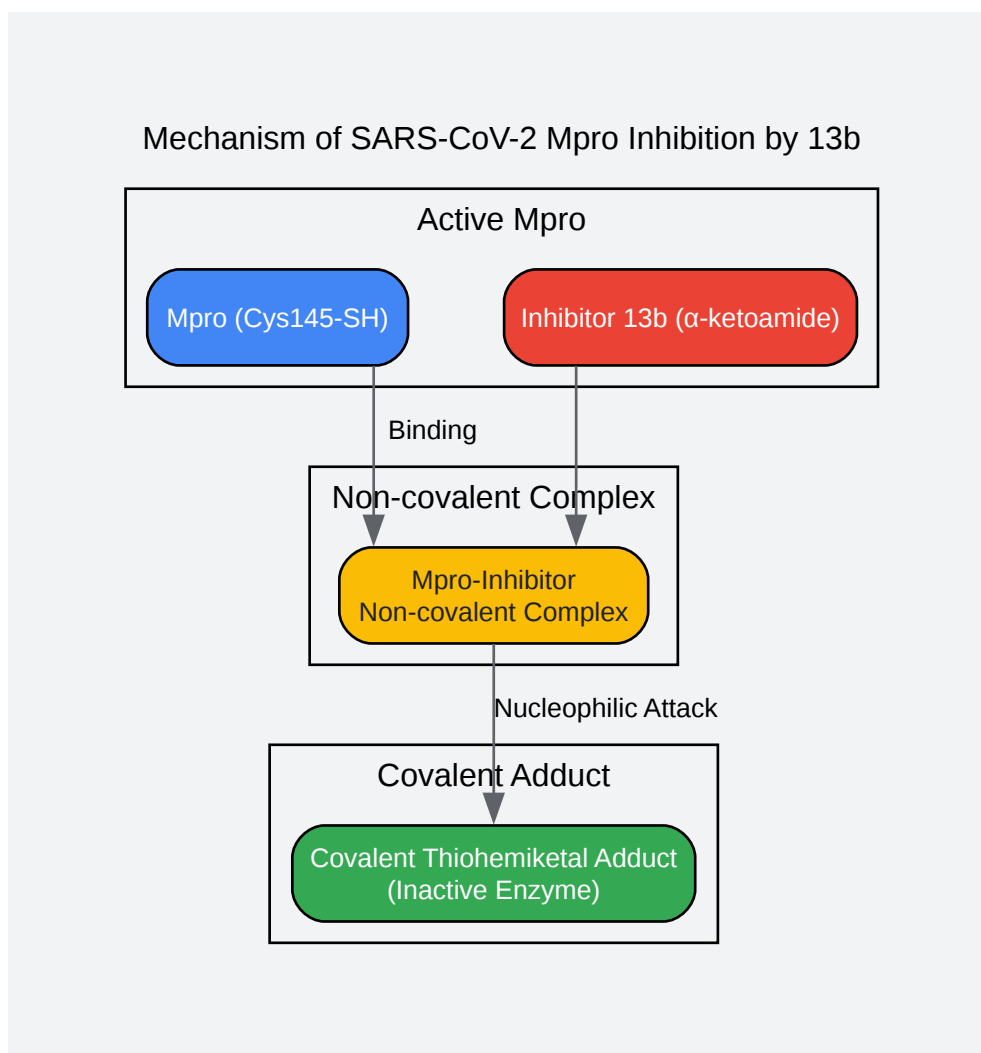 Mechanism of SARS-CoV-2 Mpro Inhibition by 13b
Active Mpro
Mpro (Cys145-SH)
Inhibitor 13b (α-ketoamide)
Binding
Non-covalent Complex
Mpro-Inhibitor
Non-covalent Complex
Nucleophilic Attack
Covalent Adduct
Covalent Thiohemiketal Adduct
(Inactive Enzyme)